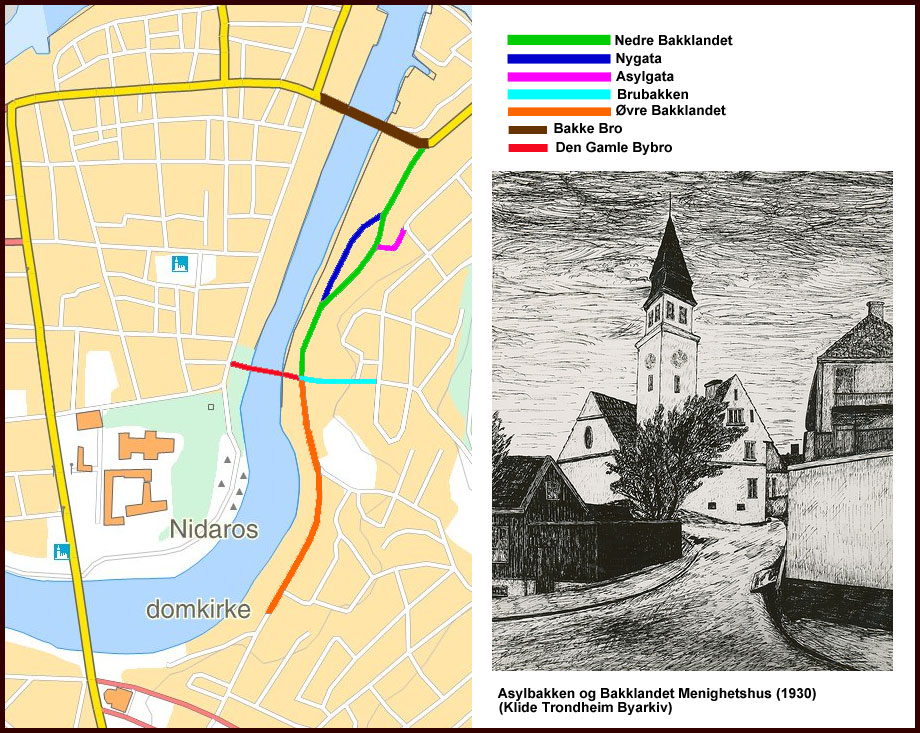 Nedre Bakklandet
Nygata
Asylgata
Brubakken
Øvre Bakklandet
Bakke Bro
Den Gamle Bybro
Nidaros
domkirke
Asylbakken og Bakklandet Menighetshus (1930)
(Klide Trondheim Byarkiv)